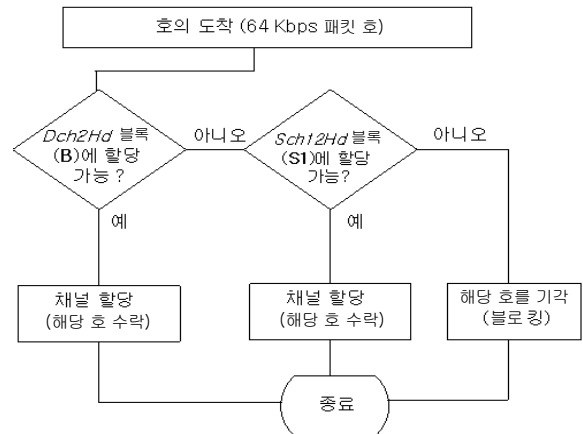 호의 도착 (64 Kbps 패킷 호)
Dch2Hd 블록
(B)에 할당
가능 ?
아니오
Sch12Hd 블록
(S1)에 할당
가능?
아니오
예
예
채널 할당
(해당 호 수락)
채널 할당
(해당 호 수락)
해당 호를 기각
(블로킹)
종료